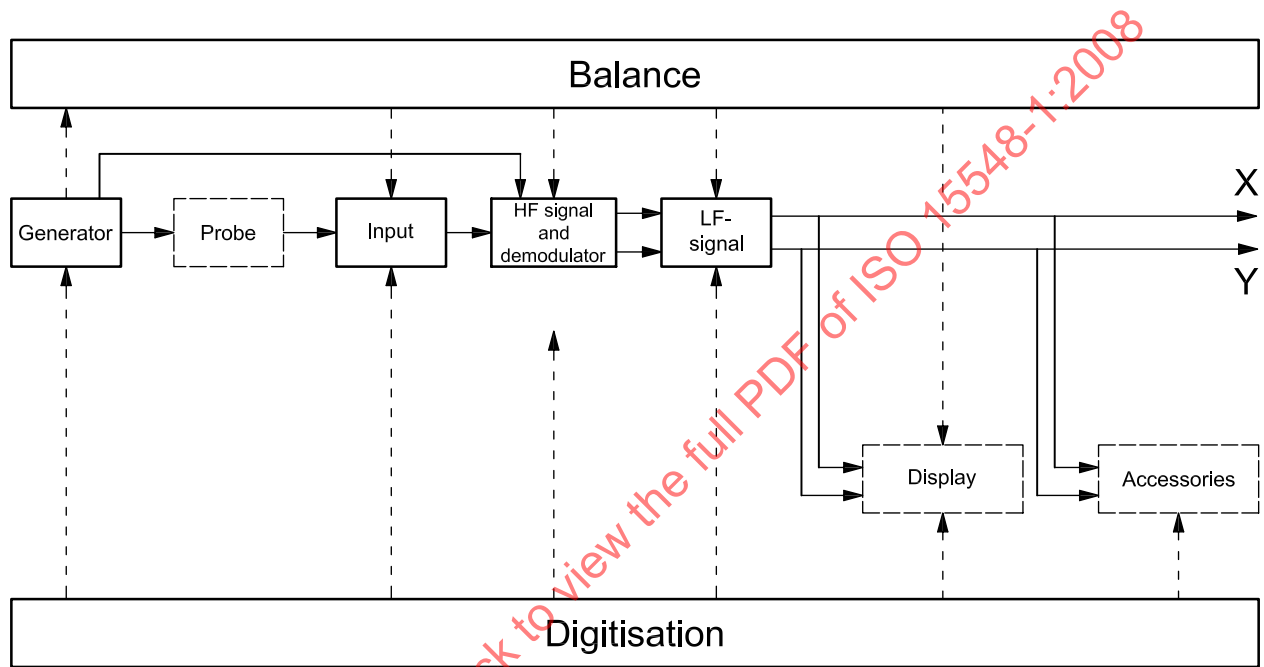 Balance
Generator
Probe
Input
HF signal
and
demodulator
LF-
signal
X
Y
Display
Accessories
Digitisation
ck to view the full PDF of ISO 15548-1:2008